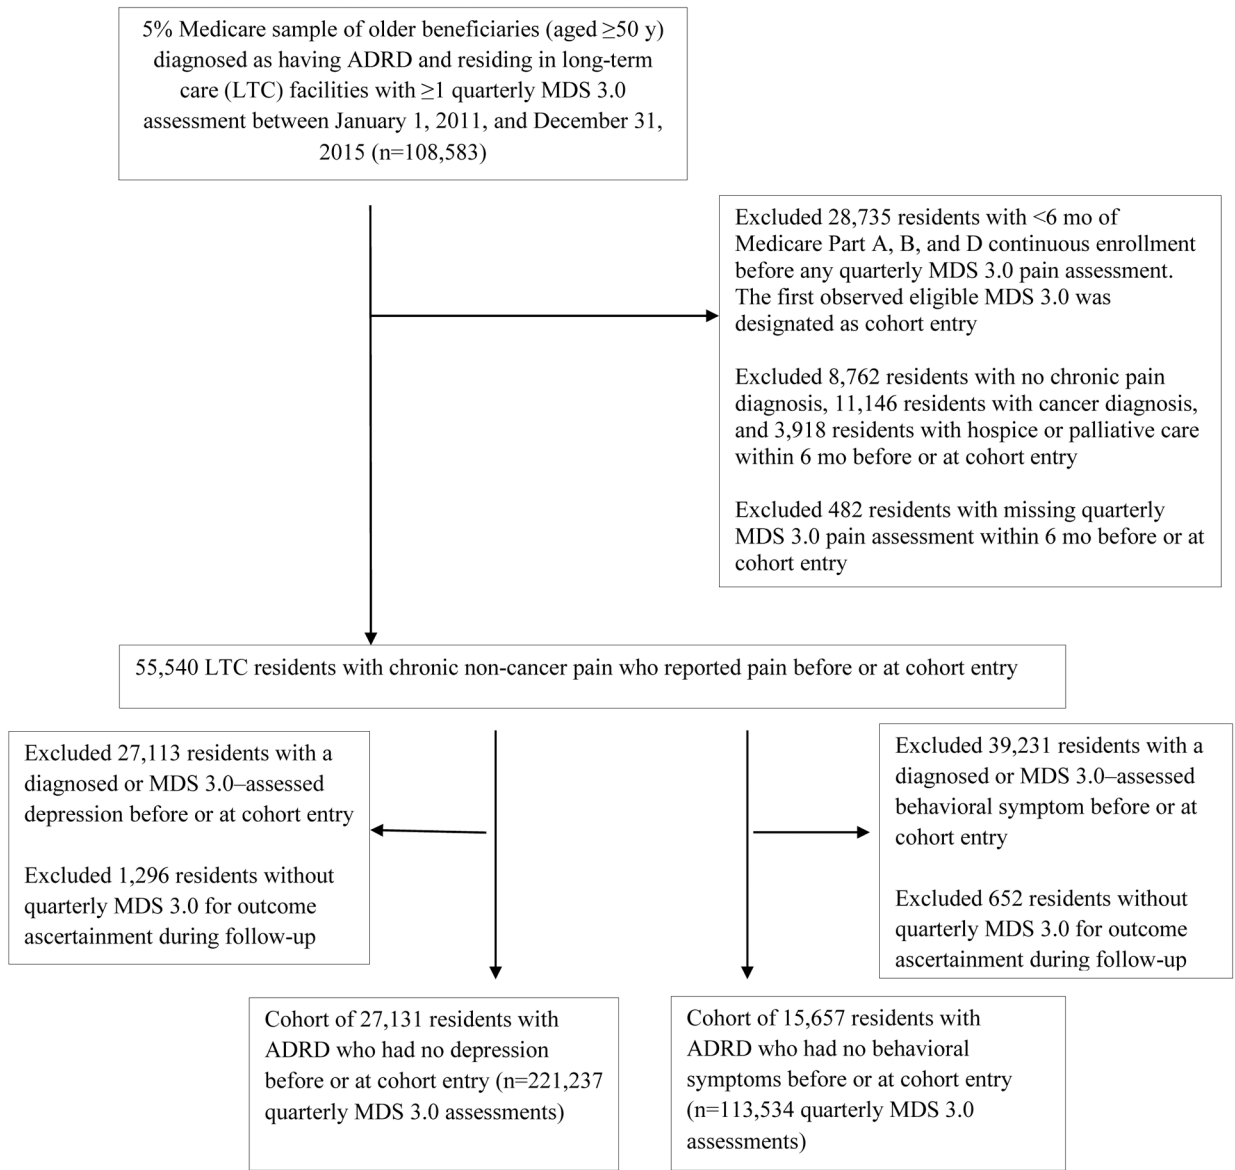 5% Medicare sample of older beneficiaries (aged ≥50 y)
diagnosed as having ADRD and residing in long-term
care (LTC) facilities with ≥1 quarterly MDS 3.0
assessment between January 1, 2011, and December 31,
2015 (n=108,583)
Excluded 28,735 residents with <6 mo of
Medicare Part A, B, and D continuous enrollment
before any quarterly MDS 3.0 pain assessment.
The first observed eligible MDS 3.0 was
designated as cohort entry
Excluded 8,762 residents with no chronic pain
diagnosis, 11,146 residents with cancer diagnosis,
and 3,918 residents with hospice or palliative care
within 6 mo before or at cohort entry
Excluded 482 residents with missing quarterly
MDS 3.0 pain assessment within 6 mo before or at
cohort entry
55,540 LTC residents with chronic non-cancer pain who reported pain before or at cohort entry
Excluded 27,113 residents with a
diagnosed or MDS 3.0–assessed
depression before or at cohort entry
Excluded 1,296 residents without
quarterly MDS 3.0 for outcome
ascertainment during follow-up
Excluded 39,231 residents with a
diagnosed or MDS 3.0–assessed
behavioral symptom before or at
cohort entry
Excluded 652 residents without
quarterly MDS 3.0 for outcome
ascertainment during follow-up
Cohort of 27,131 residents with
ADRD who had no depression
before or at cohort entry (n=221,237
quarterly MDS 3.0 assessments)
Cohort of 15,657 residents with
ADRD who had no behavioral
symptoms before or at cohort entry
(n=113,534 quarterly MDS 3.0
assessments)